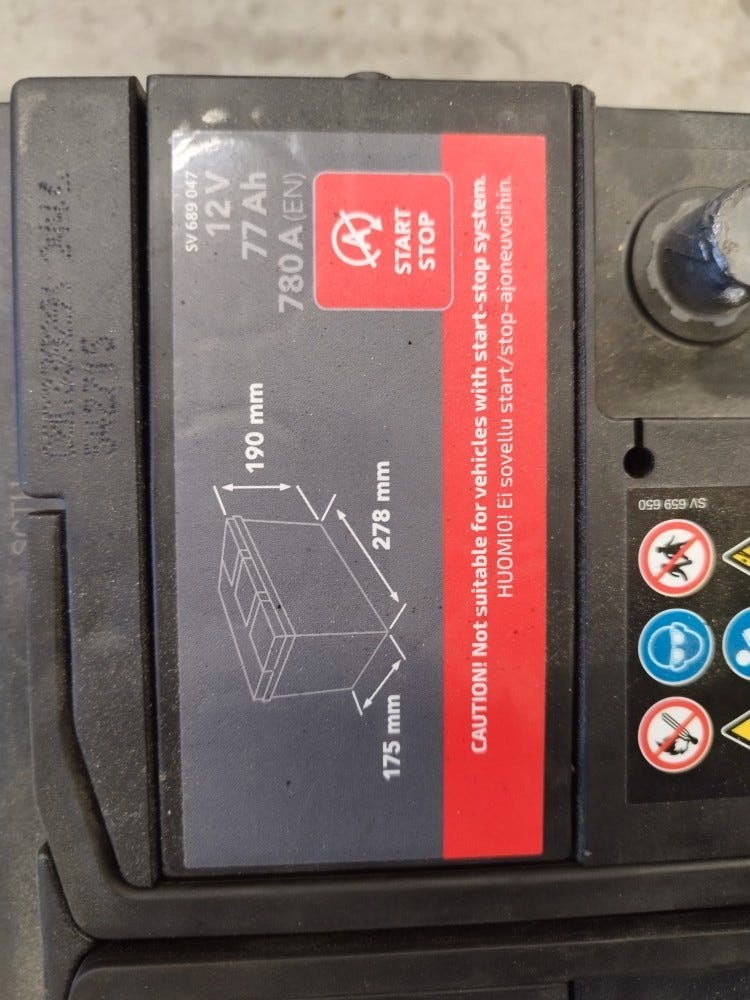 SV 689 047
12 V
77 Ah
780 A (EN)
START
STOP
190 mm
278 mm
175 mm
CAUTION! Not suitable for vehicles with start-stop system.
HUOMIO! Ei sovellu start/stop-ajoneuvoihin.
SV 659 650